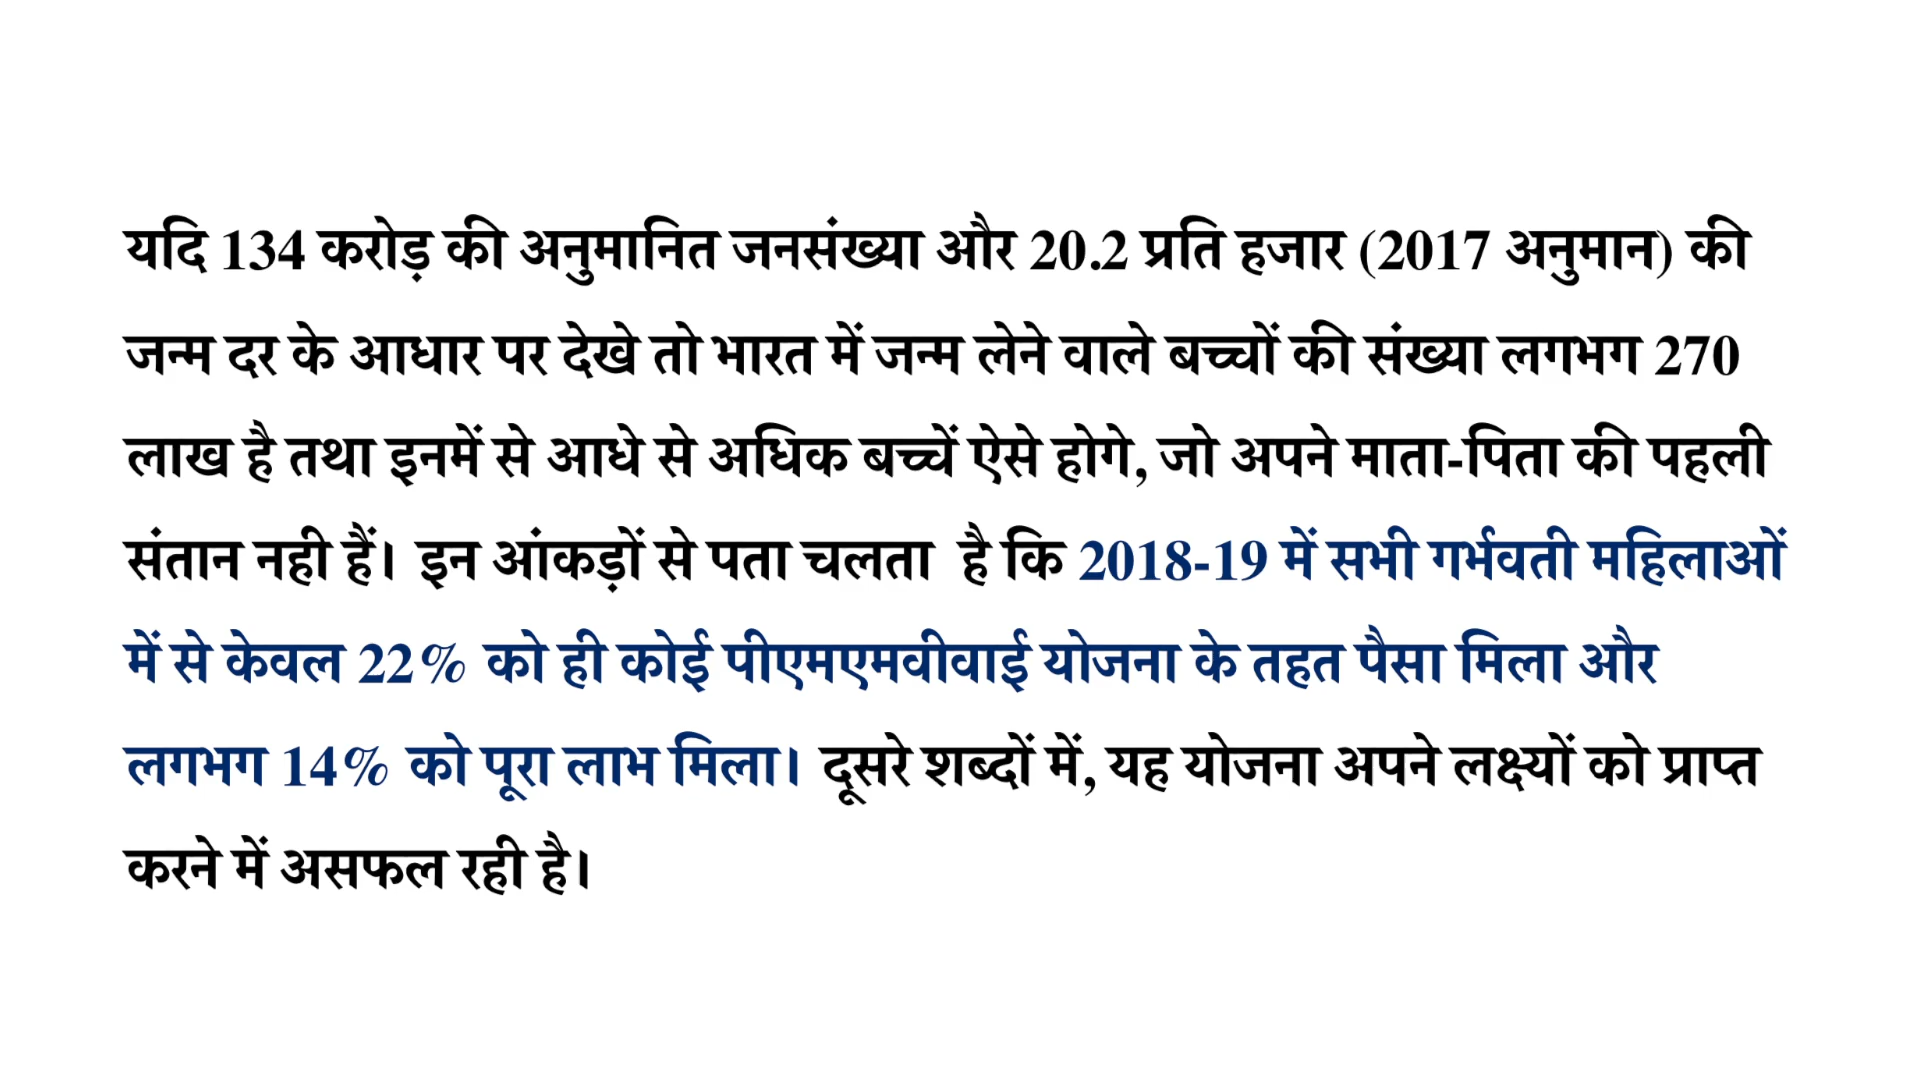 यदि 134 करोड़ की अनुमानित जनसंख्या और 20.2 प्रति हजार (2017 अनुमान) की
जन्म दर के आधार पर देखे तो भारत में जन्म लेने वाले बच्चों की संख्या लगभग 270
लाख है तथा इनमें से आधे से अधिक बच्चें ऐसे होगे, जो अपने माता-पिता की पहली
संतान नही हैं। इन आंकड़ों से पता चलता है कि 2018-19 में सभी गर्भवती महिलाओं
में से केवल 22% को ही कोई पीएमएमवीवाई योजना के तहत पैसा मिला और
लगभग 14% को पूरा लाभ मिला। दूसरे शब्दों में, यह योजना अपने लक्ष्यों को प्राप्त
करने में असफल रही है।